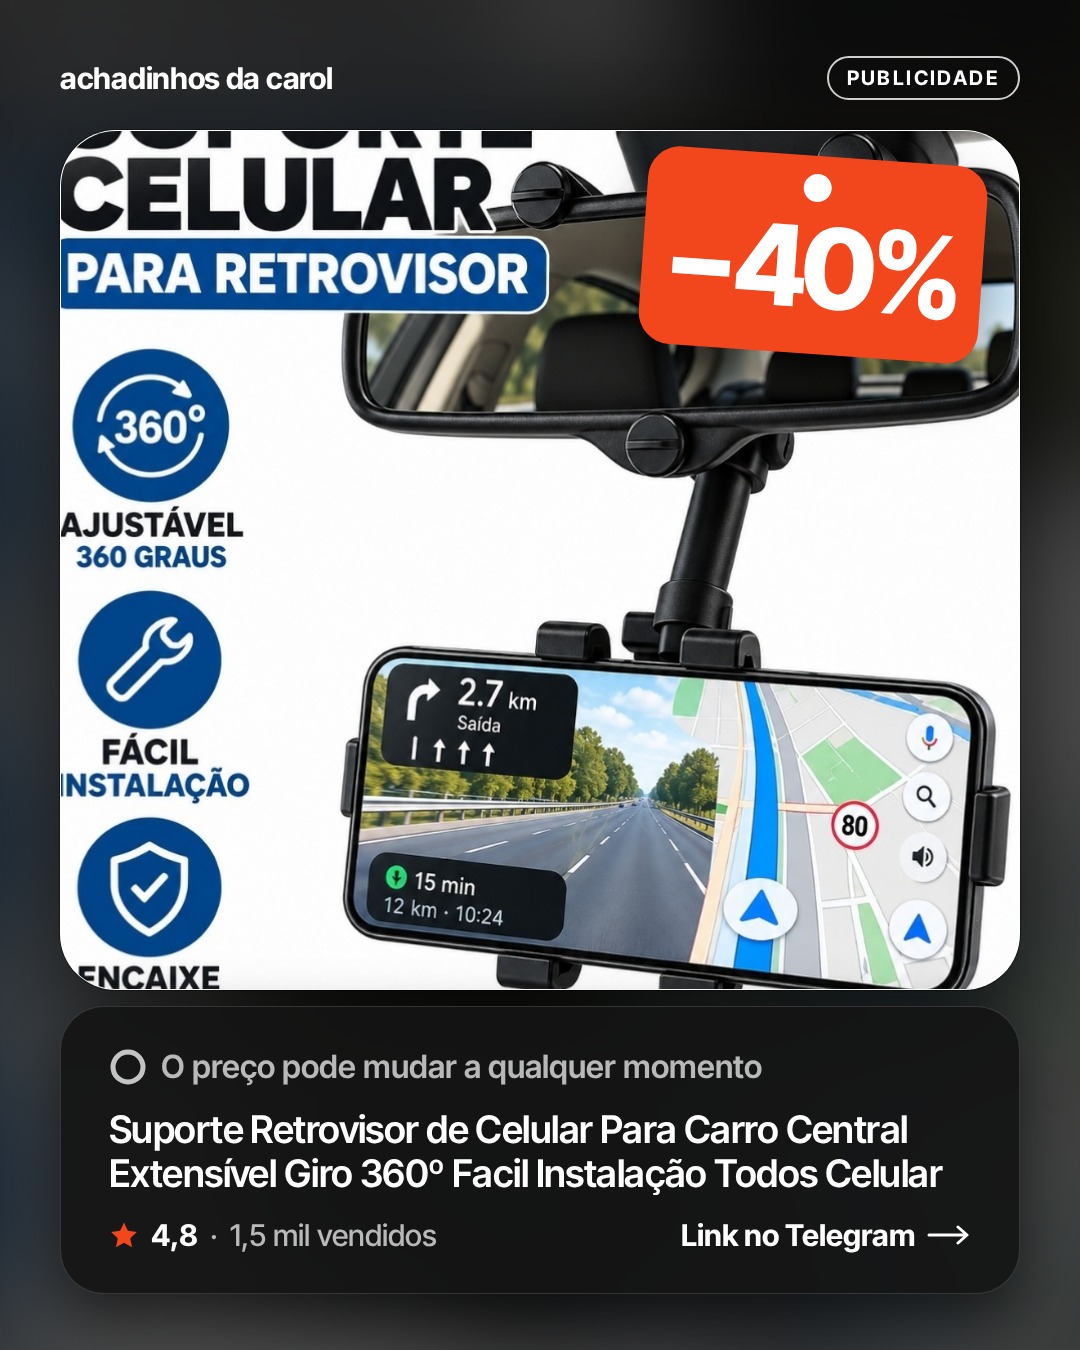 achadinhos da carol
PUBLICIDADE
SUPORTE
CELULAR
PARA RETROVISOR
-40%
360°
AJUSTÁVEL
360 GRAUS
FÁCIL
INSTALAÇÃO
ENCAIXE
2.7 km
Saída
80
15 min
12 km · 10:24
O preço pode mudar a qualquer momento
Suporte Retrovisor de Celular Para Carro Central
Extensível Giro 360º Facil Instalação Todos Celular
4,8 · 1,5 mil vendidos
Link no Telegram →